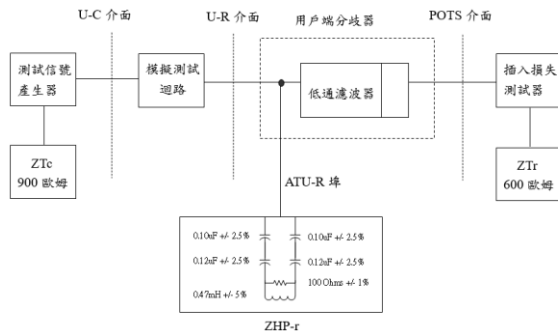 U-C 介面
U-R 介面
用戶端分歧器
POTS 介面
測試信號
產生器
模擬測試
迴路
低通濾波器
插入損失
測試器
ZTc
900 歐姆
ATU-R 埠
ZTr
600 歐姆
0.10uF +/- 2.5%
0.10uF +/- 2.5%
0.12uF +/- 2.5%
0.12uF +/- 2.5%
100 Ohms +/- 1%
0.47mH +/- 5%
ZHP-r